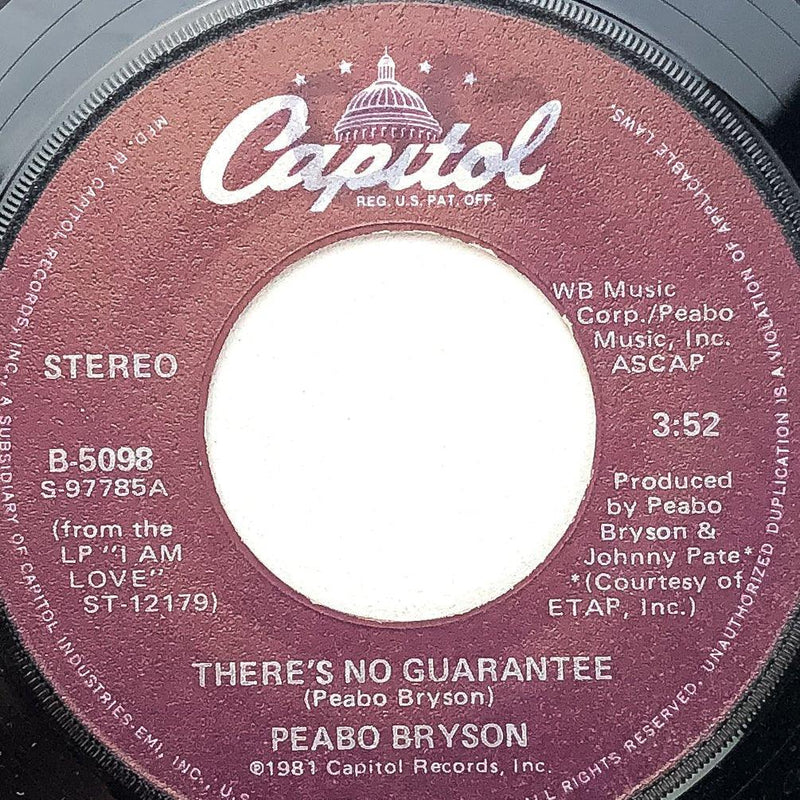 Capitol
REG. U.S. PAT. OFF.
MFD. BY CAPITOL RECORDS, INC., A SUBSIDIARY OF CAPITOL INDUSTRIES-EMI, INC., U.S.
ALL RIGHTS RESERVED. UNAUTHORIZED DUPLICATION IS A VIOLATION OF APPLICABLE LAWS.
STEREO
B-5098
S-97785A
(from the
LP "I AM
LOVE"
ST-12179)
WB Music
Corp./Peabo
Music, Inc.
ASCAP
3:52
Produced
by Peabo
Bryson &
Johnny Pate*
*(Courtesy of
ETAP, Inc.)
THERE'S NO GUARANTEE
(Peabo Bryson)
PEABO BRYSON
℗1981 Capitol Records, Inc.